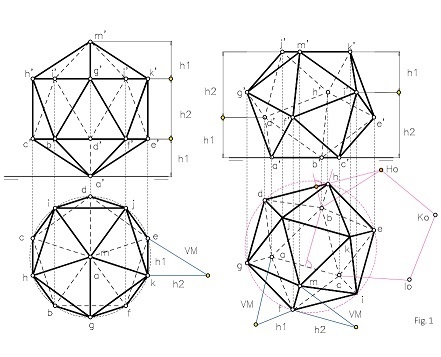 m'
h' i' g' j' k'
h1
h2
c b' d' f' e'
h1
a'
j' m' k'
h2
h1
g' h' e'
h1
h2
a' b' c'
d
i j
c e
m
VM
h o h1
k
h2
b f
g
h Ho
d
b Ko
e
g o
c
m i Io
VM VM
f
h1 h2
Fig. 1